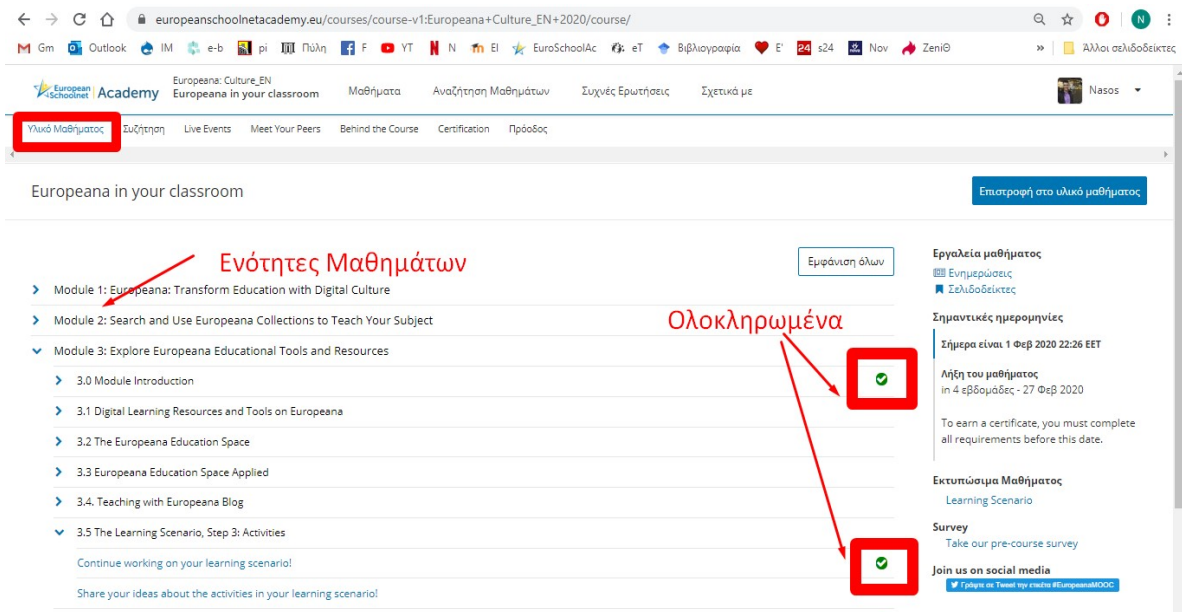 europeanschoolnetacademy.eu/courses/course-v1:Europeana+Culture_EN+2020/course/
N
Gm Outlook IM e-b pi Πύλη F YT N El EuroSchoolAc eT Βιβλιογραφία E' 24 s24 Nov ZeniΘ » Άλλοι σελιδοδείκτες
European Schoolnet Academy
Europeana: Culture_EN
Europeana in your classroom
Μαθήματα Αναζήτηση Μαθημάτων Συχνές Ερωτήσεις Σχετικά με
Nasos
Υλικό Μαθήματος Συζήτηση Live Events Meet Your Peers Behind the Course Certification Πρόοδος
Europeana in your classroom
Επιστροφή στο υλικό μαθήματος
Ενότητες Μαθημάτων
Εμφάνιση όλων
Module 1: Europeana: Transform Education with Digital Culture
Module 2: Search and Use Europeana Collections to Teach Your Subject
Ολοκληρωμένα
Module 3: Explore Europeana Educational Tools and Resources
3.0 Module Introduction
3.1 Digital Learning Resources and Tools on Europeana
3.2 The Europeana Education Space
3.3 Europeana Education Space Applied
3.4. Teaching with Europeana Blog
3.5 The Learning Scenario, Step 3: Activities
Continue working on your learning scenario!
Share your ideas about the activities in your learning scenario!
Εργαλεία μαθήματος
Ενημερώσεις
Σελιδοδείκτες
Σημαντικές ημερομηνίες
Σήμερα είναι 1 Φεβ 2020 22:26 EET
Λήξη του μαθήματος
in 4 εβδομάδες - 27 Φεβ 2020
To earn a certificate, you must complete
all requirements before this date.
Εκτυπώσιμα Μαθήματος
Learning Scenario
Survey
Take our pre-course survey
Join us on social media
Γράψτε σε Tweet την ετικέτα #EuropeanaMOOC